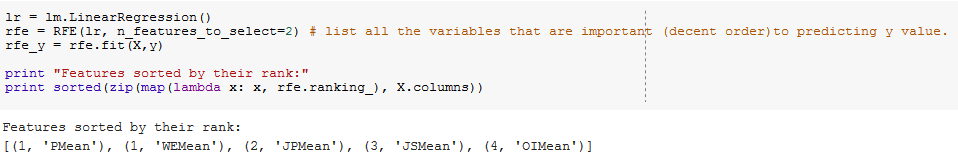 lr = lm.LinearRegression()
rfe = RFE(lr, n_features_to_select=2) # list all the variables that are important (decent order)to predicting y value.
rfe_y = rfe.fit(X,y)
print "Features sorted by their rank:"
print sorted(zip(map(lambda x: x, rfe.ranking_), X.columns))
Features sorted by their rank:
[(1, 'PMean'), (1, 'WEMean'), (2, 'JPMean'), (3, 'JSMean'), (4, 'OIMean')]